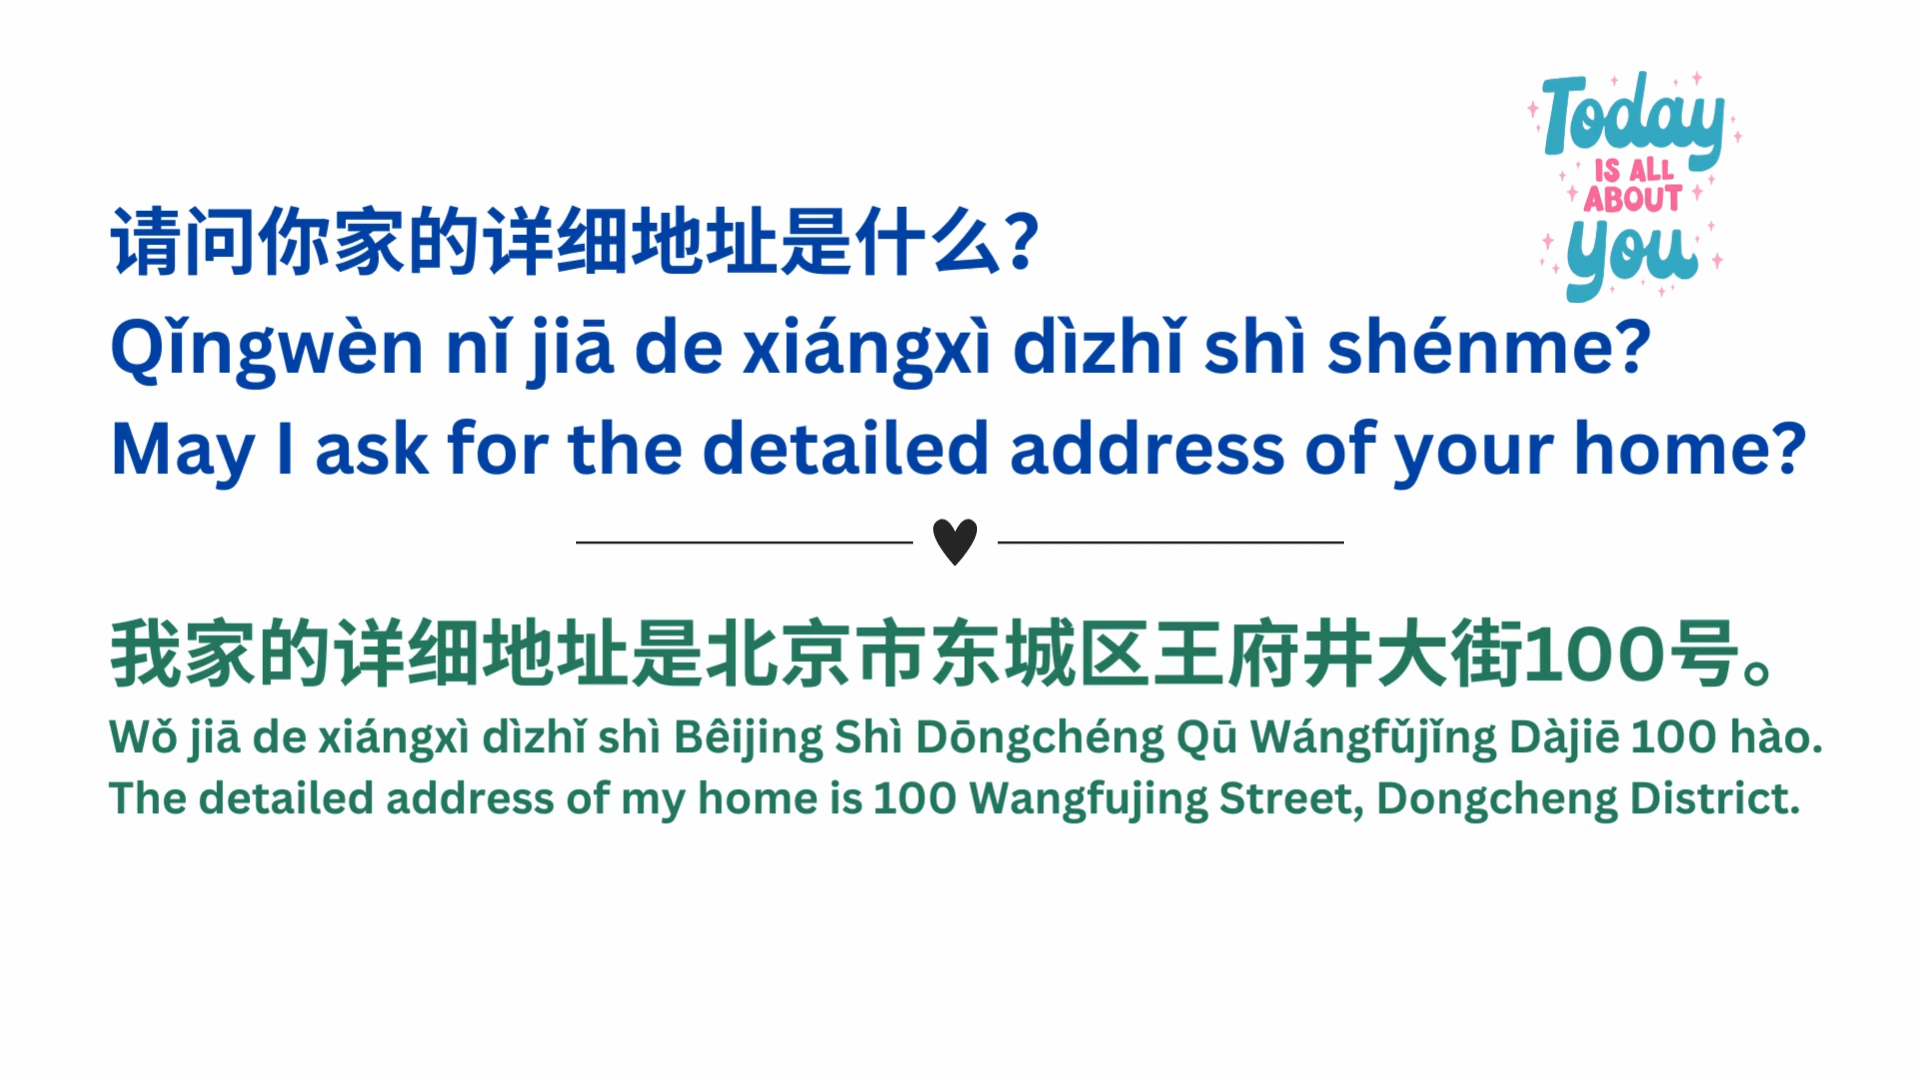 Today
IS ALL
ABOUT
you
请问你家的详细地址是什么？
Qǐngwèn nǐ jiā de xiángxì dìzhǐ shì shénme?
May I ask for the detailed address of your home?
我家的详细地址是北京市东城区王府井大街100号。
Wǒ jiā de xiángxì dìzhǐ shì Bêijing Shì Dōngchéng Qū Wángfǔjǐng Dàjiē 100 hào.
The detailed address of my home is 100 Wangfujing Street, Dongcheng District.